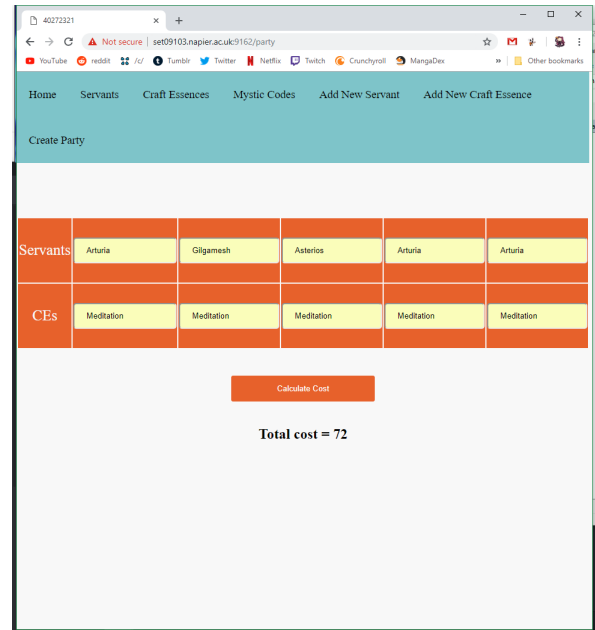 40272321
Not secure set09103.napier.ac.uk:9162/party
YouTube reddit /c/ Tumblr Twitter Netflix Twitch Crunchyroll MangaDex » Other bookmarks
Home Servants Craft Essences Mystic Codes Add New Servant Add New Craft Essence
Create Party
Servants Arturia Gilgamesh Asterios Arturia Arturia
CEs Meditation Meditation Meditation Meditation Meditation
Calculate Cost
Total cost = 72